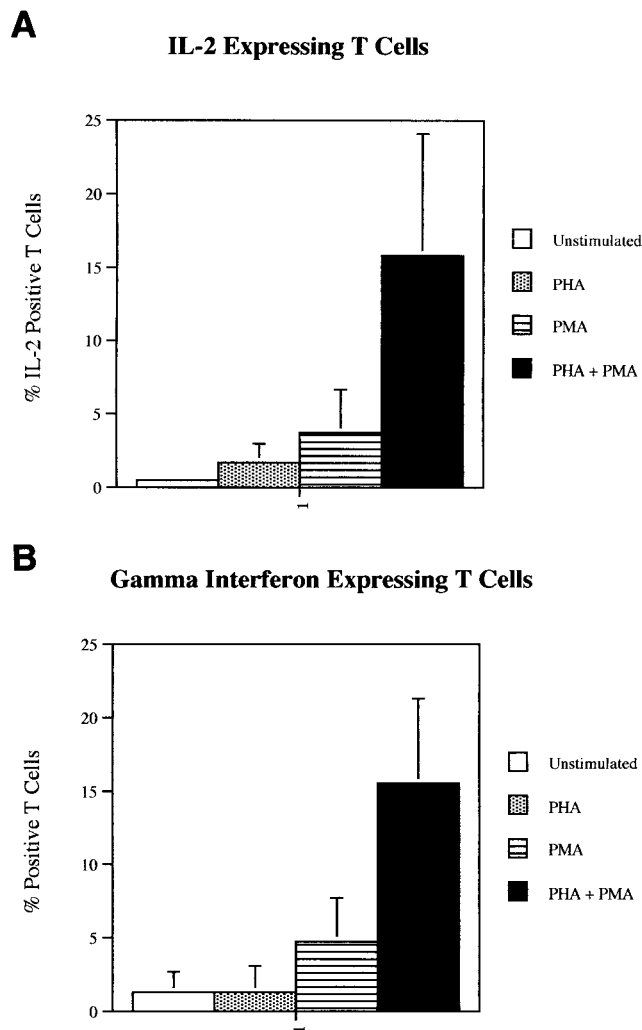 A
IL-2 Expressing T Cells
25
20
15
10
5
0
% IL-2 Positive T Cells
1
Unstimulated
PHA
PMA
PHA + PMA
B
Gamma Interferon Expressing T Cells
25
20
15
10
5
0
% Positive T Cells
1
Unstimulated
PHA
PMA
PHA + PMA